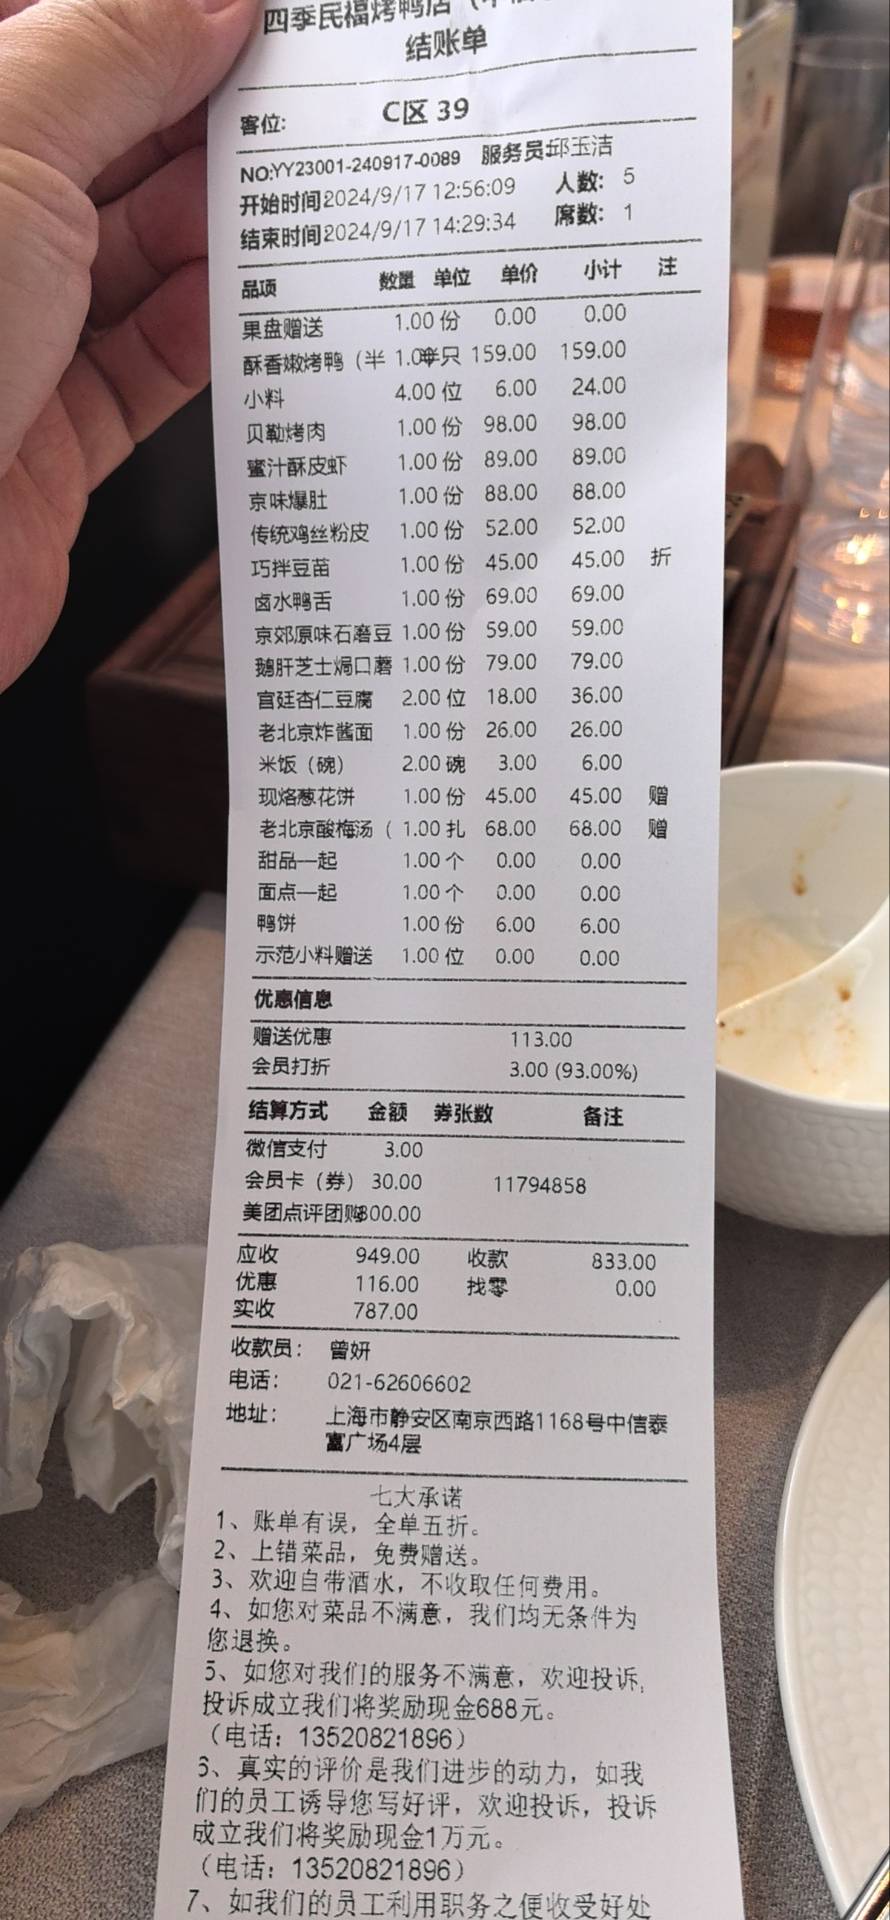 四季民福烤鸭店（
结账单
客位： C区 39
NO:YY23001-240917-0089 服务员:邱玉洁
开始时间2024/9/17 12:56:09 人数： 5
结束时间2024/9/17 14:29:34 席数： 1
品项 数量 单位 单价 小计 注
果盘赠送 1.00 份 0.00 0.00
酥香嫩烤鸭（半 1.00 半只 159.00 159.00
小料 4.00 位 6.00 24.00
贝勒烤肉 1.00 份 98.00 98.00
蜜汁酥皮虾 1.00 份 89.00 89.00
京味爆肚 1.00 份 88.00 88.00
传统鸡丝粉皮 1.00 份 52.00 52.00
巧拌豆苗 1.00 份 45.00 45.00 折
卤水鸭舌 1.00 份 69.00 69.00
京郊原味石磨豆 1.00 份 59.00 59.00
鹅肝芝士焗口蘑 1.00 份 79.00 79.00
宫廷杏仁豆腐 2.00 位 18.00 36.00
老北京炸酱面 1.00 份 26.00 26.00
米饭（碗） 2.00 碗 3.00 6.00
现烙葱花饼 1.00 份 45.00 45.00 赠
老北京酸梅汤（ 1.00 扎 68.00 68.00 赠
甜品一起 1.00 个 0.00 0.00
面点一起 1.00 个 0.00 0.00
鸭饼 1.00 份 6.00 6.00
示范小料赠送 1.00 位 0.00 0.00
优惠信息
赠送优惠 113.00
会员打折 3.00 (93.00%)
结算方式 金额 券张数 备注
微信支付 3.00
会员卡（券） 30.00 11794858
美团点评团购800.00
应收 949.00 收款 833.00
优惠 116.00 找零 0.00
实收 787.00
收款员： 曾妍
电话： 021-62606602
地址： 上海市静安区南京西路1168号中信泰
富广场4层
七大承诺
1、账单有误，全单五折。
2、上错菜品，免费赠送。
3、欢迎自带酒水，不收取任何费用。
4、如您对菜品不满意，我们均无条件为
您退换。
5、如您对我们的服务不满意，欢迎投诉，
投诉成立我们将奖励现金688元。
（电话：13520821896）
6、真实的评价是我们进步的动力，如我
们的员工诱导您写好评，欢迎投诉，投诉
成立我们将奖励现金1万元。
（电话：13520821896）
7、如我们的员工利用职务之便收受好处